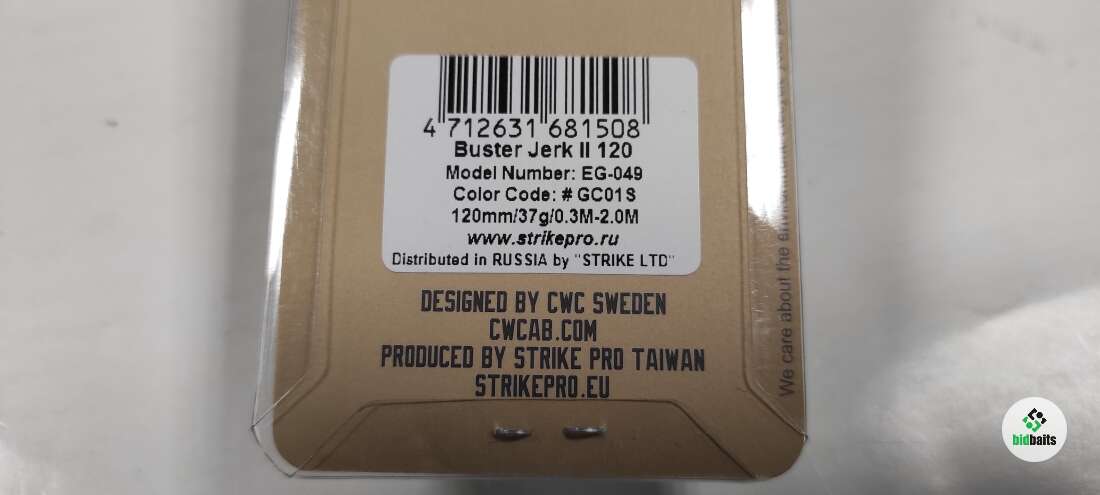 4 712631 681508
Buster Jerk II 120
Model Number: EG-049
Color Code: # GC01S
120mm/37g/0.3M-2.0M
www.strikepro.ru
Distributed in RUSSIA by "STRIKE LTD"
DESIGNED BY CWC SWEDEN
CWCAB.COM
PRODUCED BY STRIKE PRO TAIWAN
STRIKEPRO.EU
We care about the
bidbaits